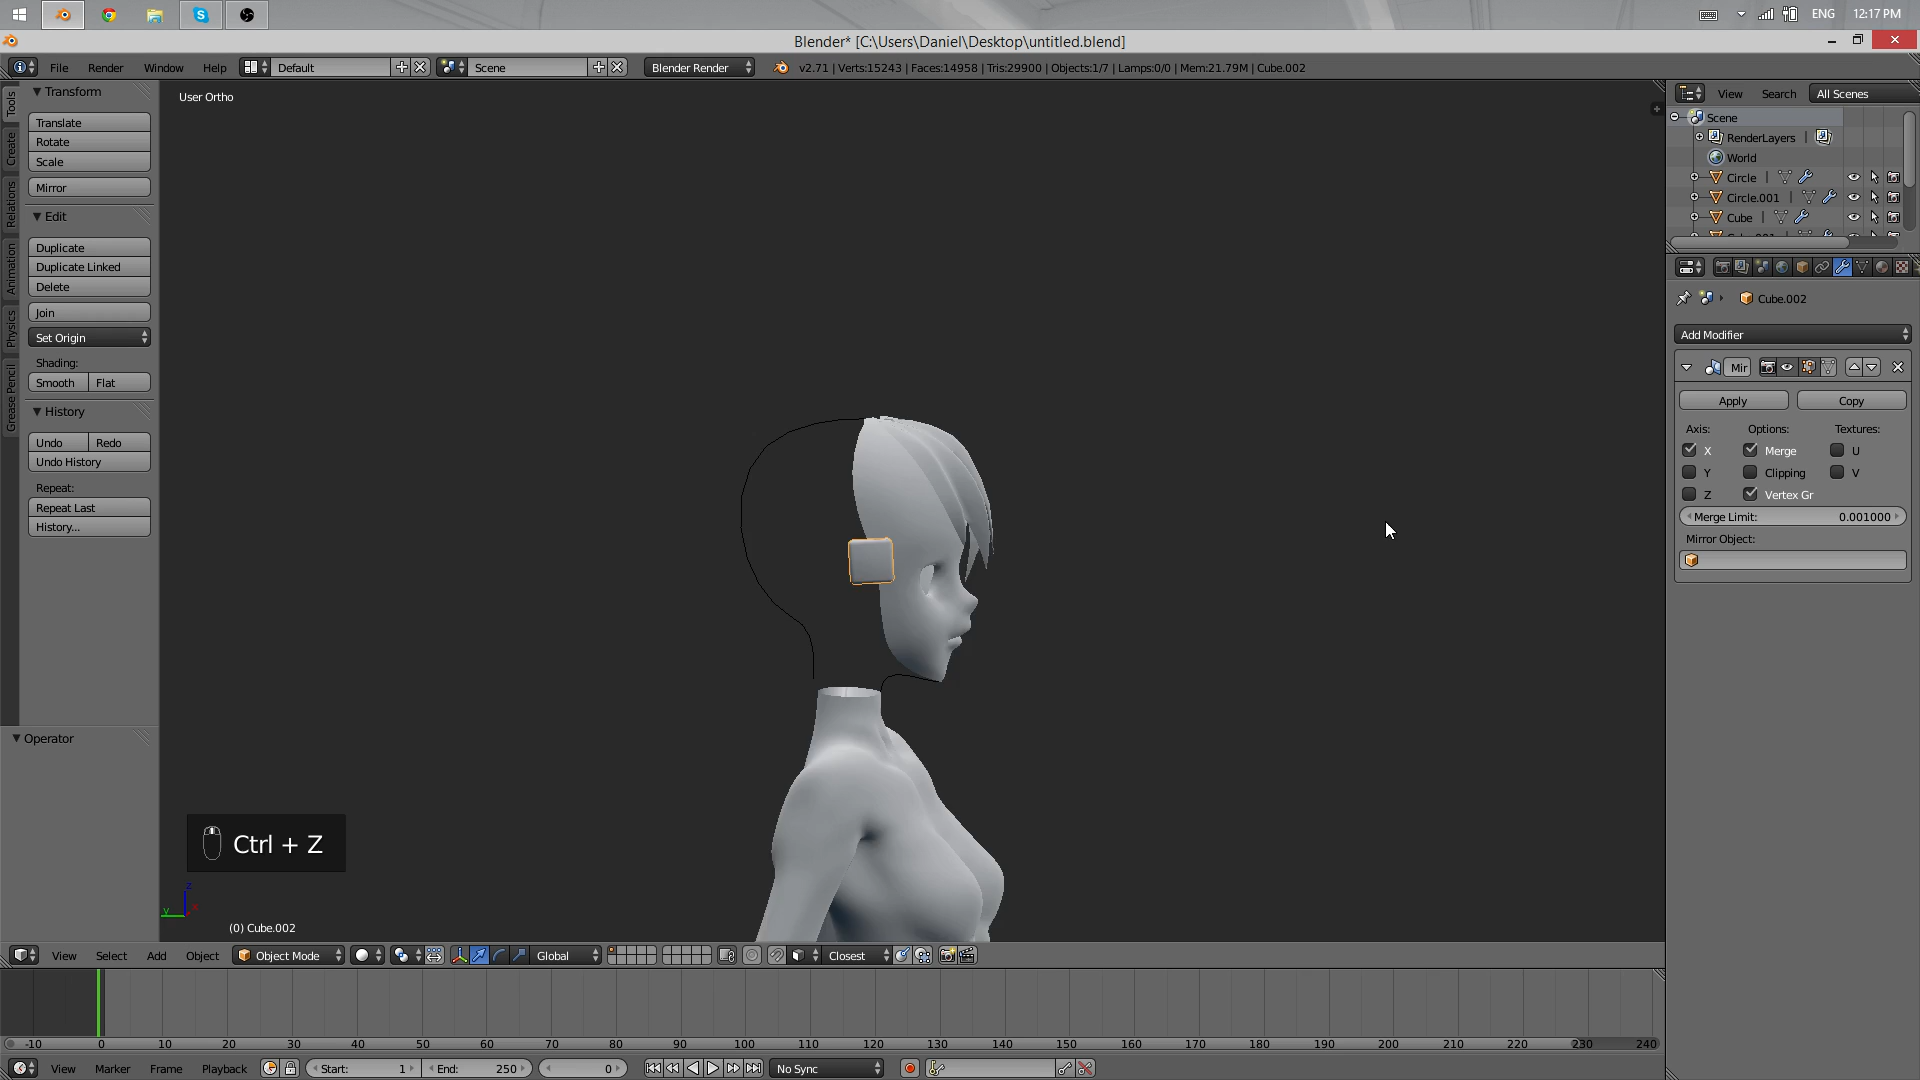 ENG 12:17 PM
Blender* [C:\Users\Daniel\Desktop\untitled.blend]
File Render Window Help Default Scene Blender Render v2.71 | Verts:15243 | Faces:14958 | Tris:29900 | Objects:1/7 | Lamps:0/0 | Mem:21.79M | Cube.002
Tools
Create
Relations
Animation
Physics
Grease Pencil
Transform
Translate
Rotate
Scale
Mirror
Edit
Duplicate
Duplicate Linked
Delete
Join
Set Origin
Shading:
Smooth Flat
History
Undo Redo
Undo History
Repeat:
Repeat Last
History...
Operator
User Ortho
Ctrl + Z
z
y x
(0) Cube.002
View Search All Scenes
Scene
RenderLayers |
World
Circle |
Circle.001 |
Cube |
Cube.002
Add Modifier
Mir
Apply Copy
Axis: Options: Textures:
X Merge U
Y Clipping V
Z Vertex Gr
Merge Limit: 0.001000
Mirror Object:
View Select Add Object Object Mode Global Closest
-10 0 10 20 30 40 50 60 70 80 90 100 110 120 130 140 150 160 170 180 190 200 210 220 230 240
View Marker Frame Playback Start: 1 End: 250 0 No Sync